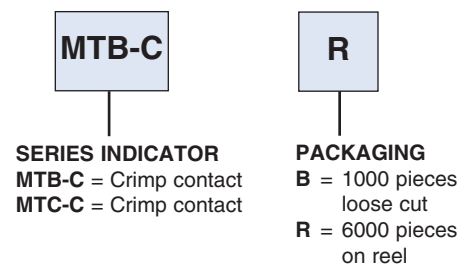 MTB-C
R
SERIES INDICATOR
MTB-C = Crimp contact
MTC-C = Crimp contact
PACKAGING
B = 1000 pieces
loose cut
R = 6000 pieces
on reel